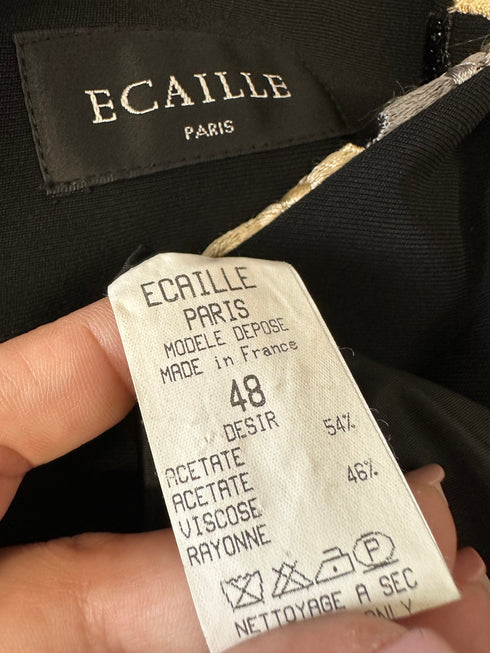 ECAILLE
PARIS
ECAILLE
PARIS
MODELE DEPOSE
MADE in France
48
DESIR
ACETATE 54%
ACETATE
VISCOSE 46%
RAYONNE
P
NETTOYAGE A SEC
ONLY